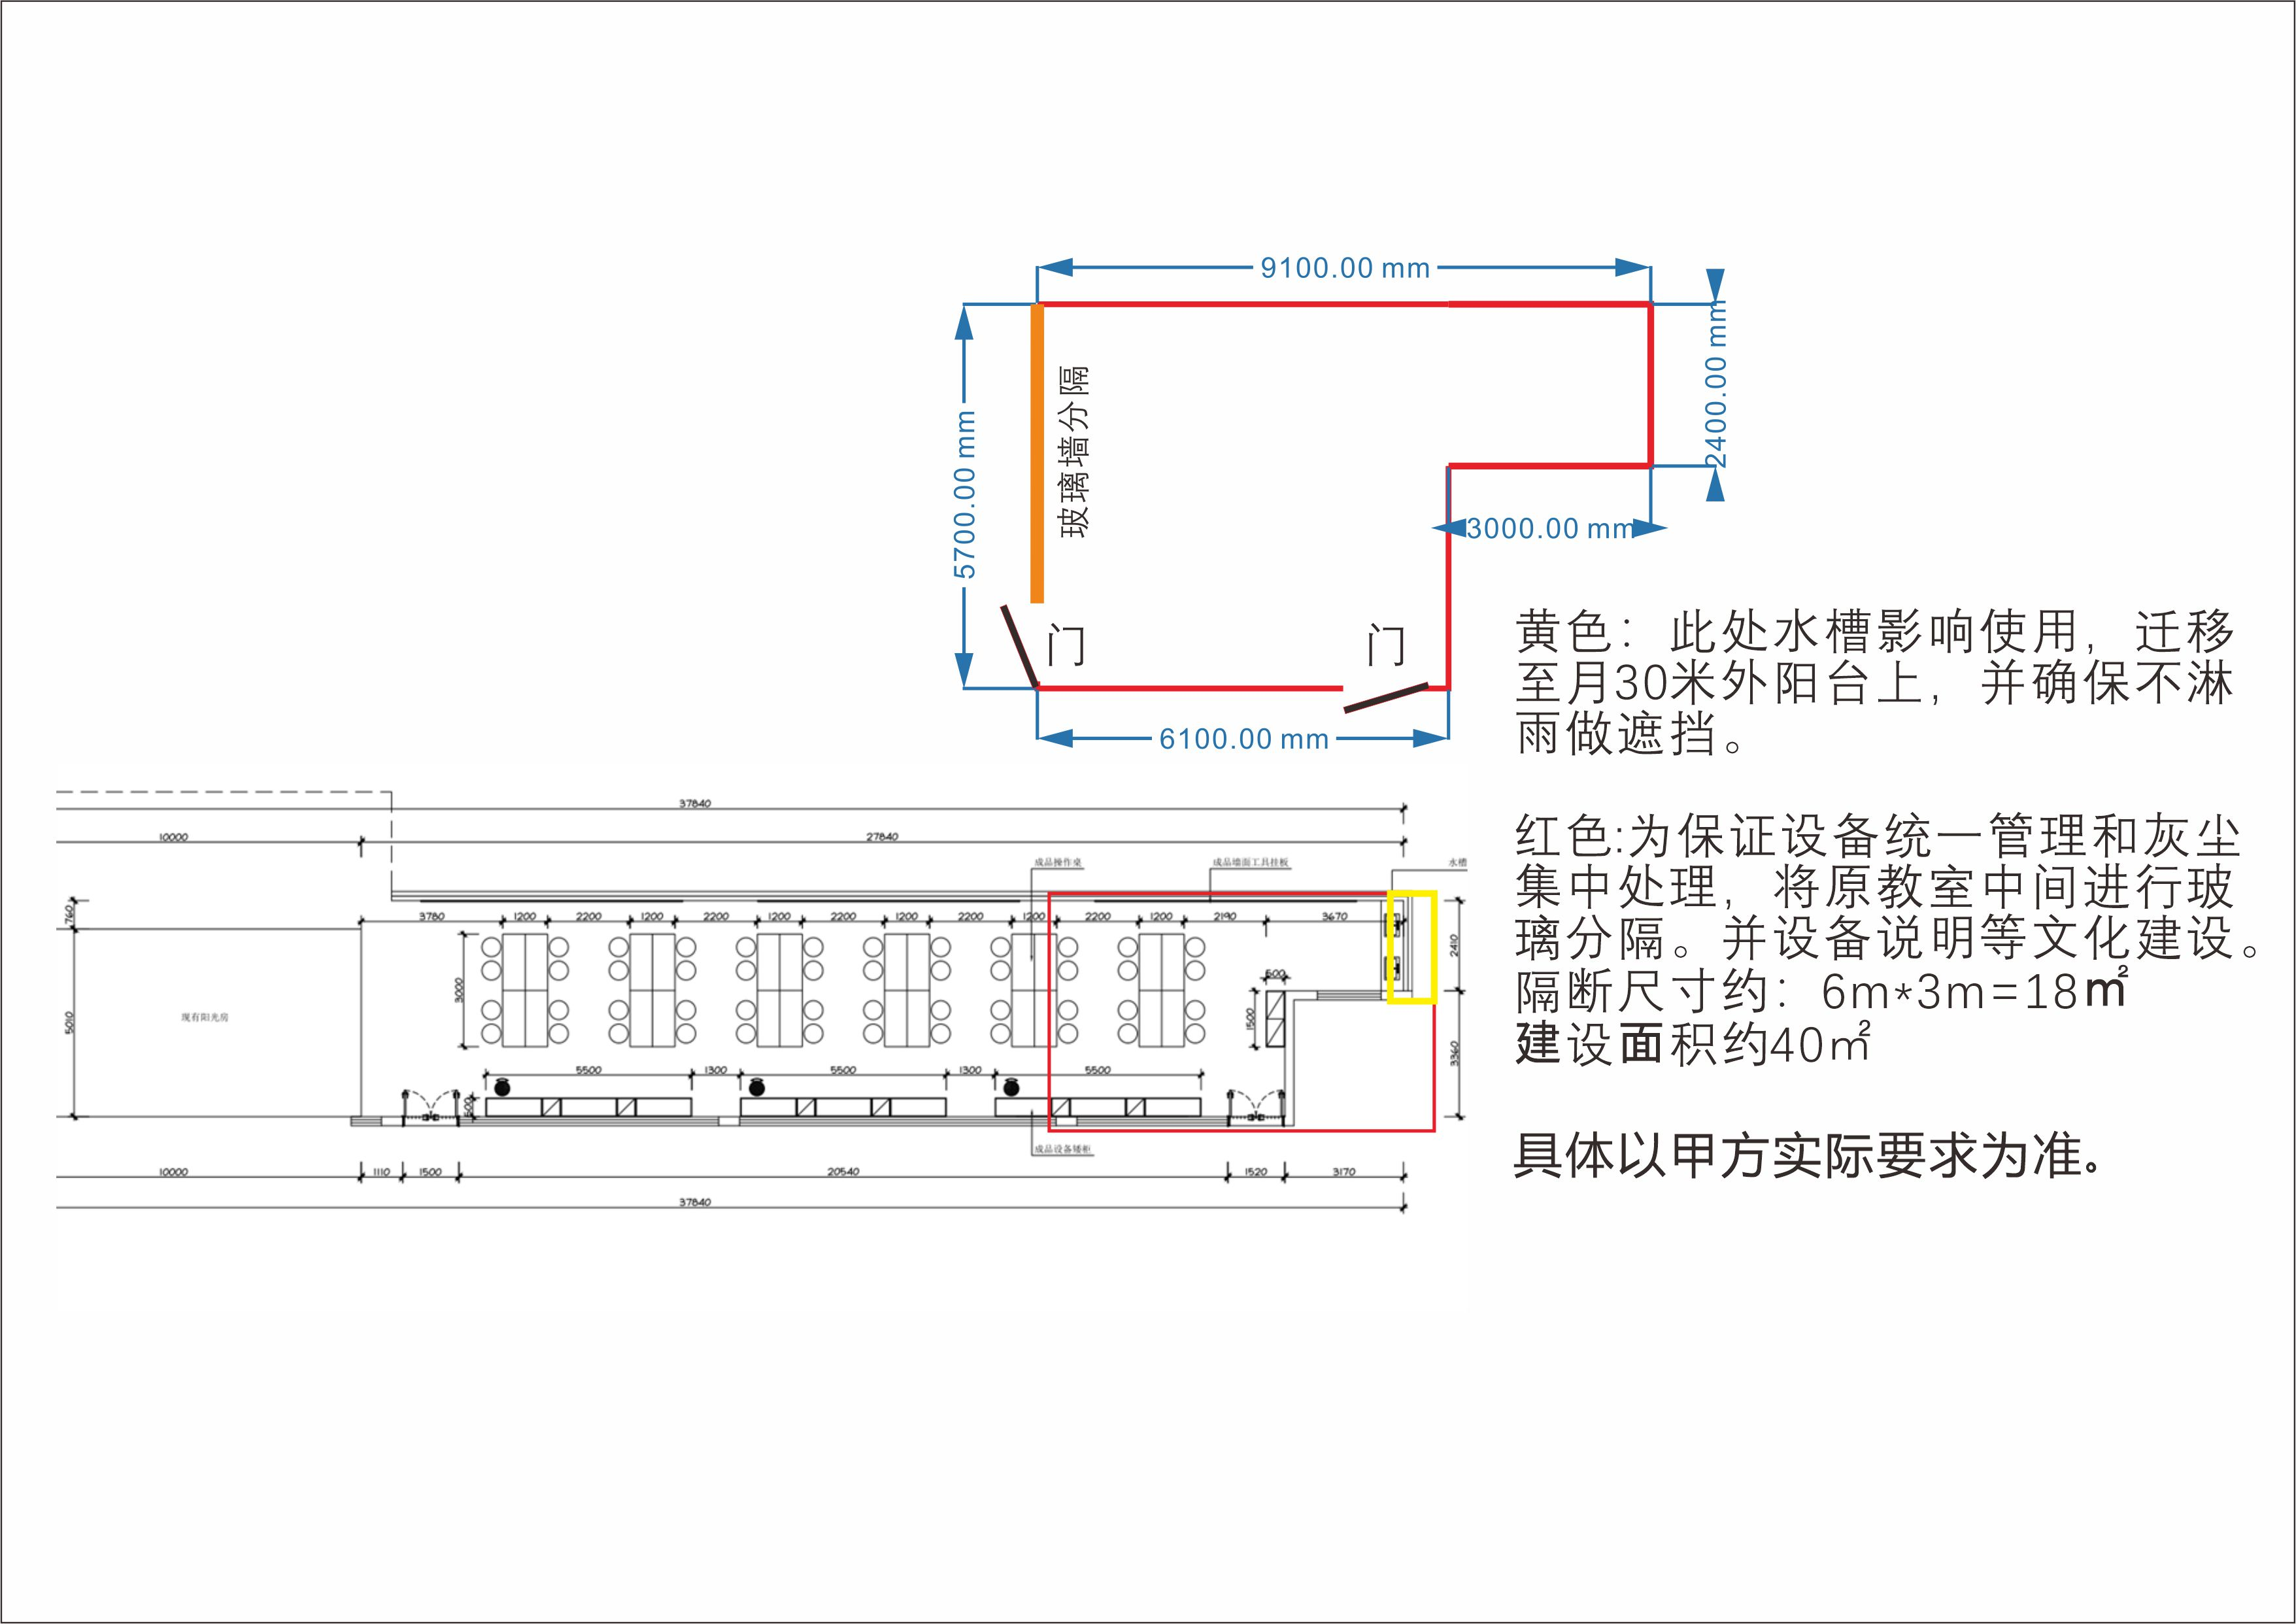 9100.00 mm
2400.00 mm
5700.00 mm
玻璃墙分隔
3000.00 mm
门
门
6100.00 mm
黄色：此处水槽影响使用，迁移
至月30米外阳台上，并确保不淋
雨做遮挡。
红色:为保证设备统一管理和灰尘
集中处理，将原教室中间进行玻
璃分隔。并设备说明等文化建设。
隔断尺寸约：6m*3m=18㎡
建设面积约40㎡
具体以甲方实际要求为准。
37840
10000
27840
成品操作桌
成品墙面工具挂板
水槽
760
3780
1200
2200
1200
2200
1200
2200
1200
2200
1200
2200
1200
2190
3670
2410
3000
600
1500
5010
现有阳光房
3360
5500
1300
5500
1300
5500
500
成品设备矮柜
10000
1110
1500
20540
1520
3170
37840